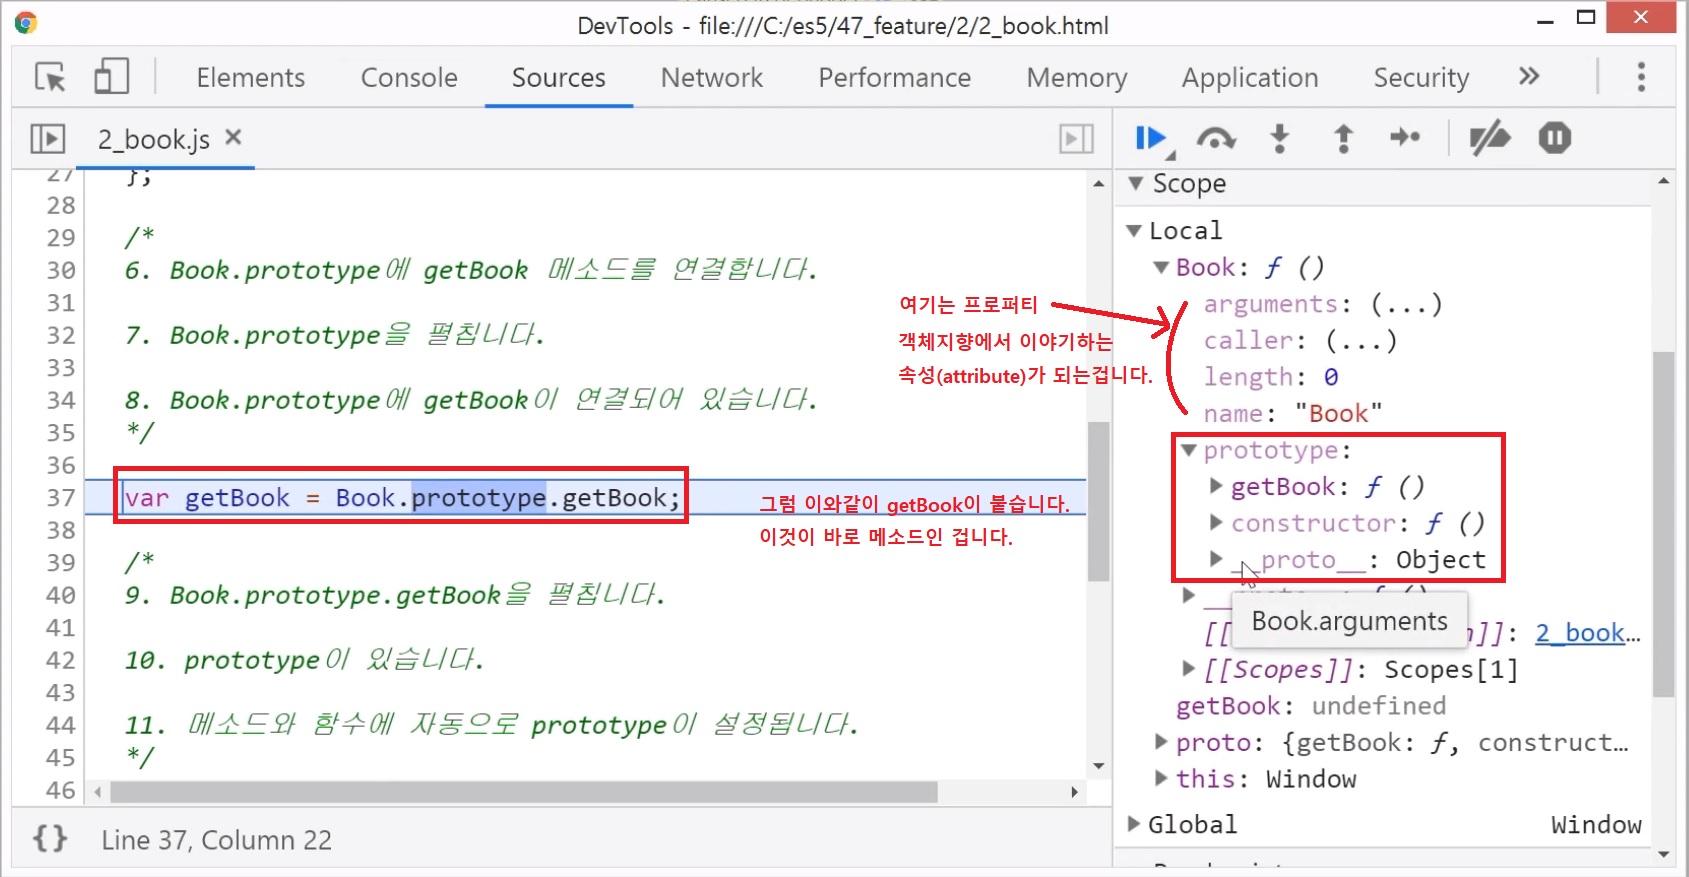 DevTools - file:///C:/es5/47_feature/2/2_book.html
Elements Console Sources Network Performance Memory Application Security »
2_book.js ×
27 };
28
29 /*
30 6. Book.prototype에 getBook 메소드를 연결합니다.
31
32 7. Book.prototype을 펼칩니다.
33
34 8. Book.prototype에 getBook이 연결되어 있습니다.
35 */
36
37 var getBook = Book.prototype.getBook;
38
39 /*
40 9. Book.prototype.getBook을 펼칩니다.
41
42 10. prototype이 있습니다.
43
44 11. 메소드와 함수에 자동으로 prototype이 설정됩니다.
45 */
46
그럼 이와같이 getBook이 붙습니다.
이것이 바로 메소드인 겁니다.
여기는 프로퍼티
객체지향에서 이야기하는
속성(attribute)가 되는겁니다.
{} Line 37, Column 22
Scope
Local
Book: ƒ ()
arguments: (...)
caller: (...)
length: 0
name: "Book"
prototype:
getBook: ƒ ()
constructor: ƒ ()
__proto__: Object
Book.arguments
]]: 2_book…
[[Scopes]]: Scopes[1]
getBook: undefined
proto: {getBook: ƒ, construct…
this: Window
Global Window